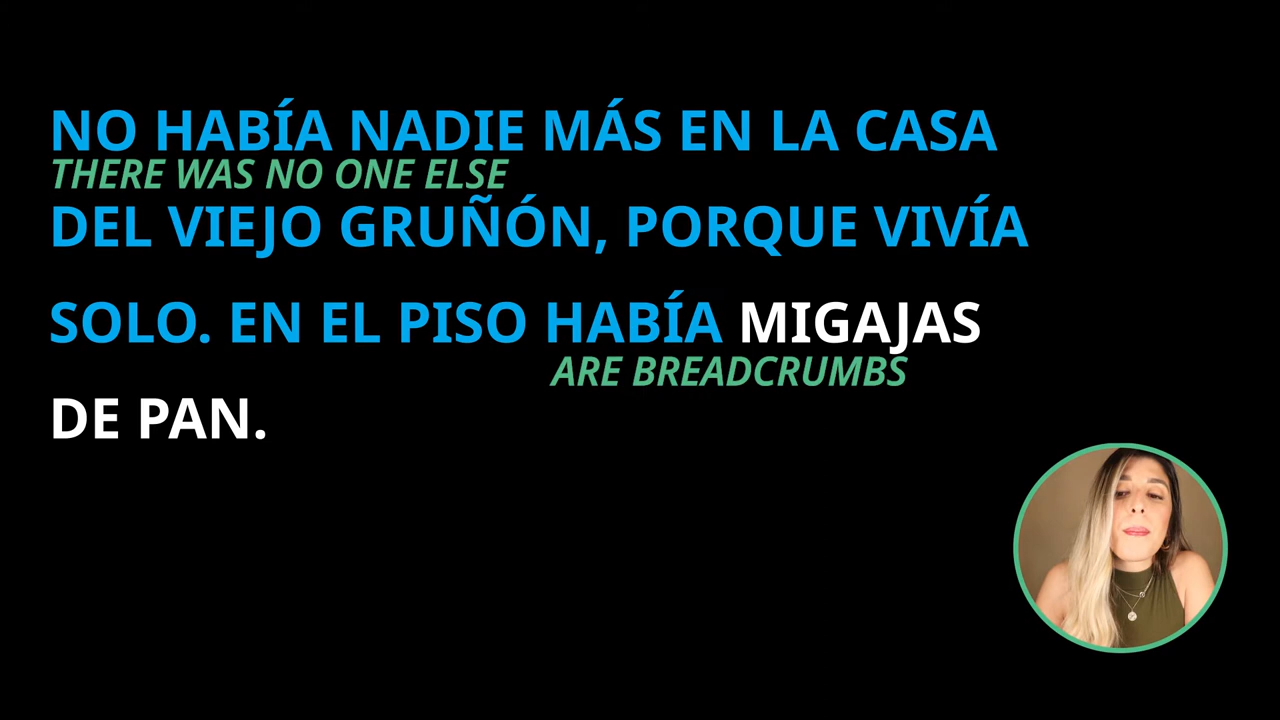 NO HABÍA NADIE MÁS EN LA CASA
THERE WAS NO ONE ELSE
DEL VIEJO GRUÑÓN, PORQUE VIVÍA
SOLO. EN EL PISO HABÍA MIGAJAS
ARE BREADCRUMBS
DE PAN.